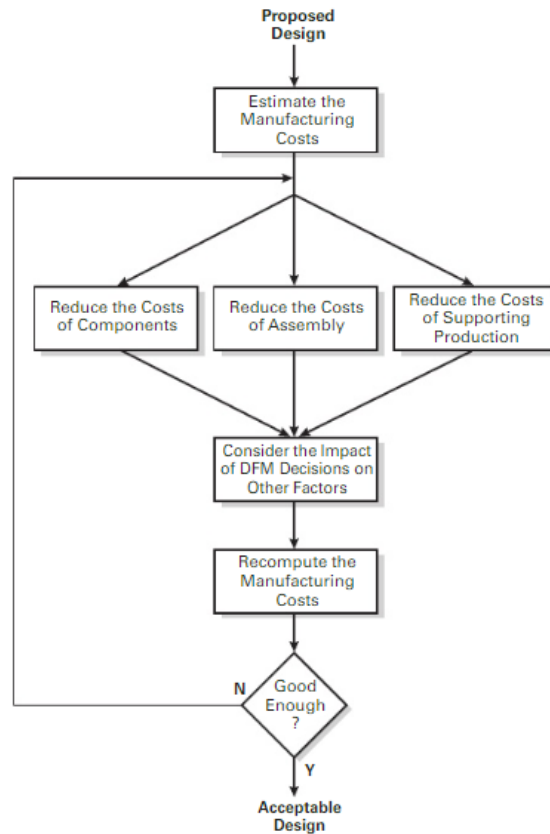 Proposed
Design
Estimate the
Manufacturing
Costs
Reduce the Costs
of Components
Reduce the Costs
of Assembly
Reduce the Costs
of Supporting
Production
Consider the Impact
of DFM Decisions on
Other Factors
Recompute the
Manufacturing
Costs
N
Good
Enough
?
Y
Acceptable
Design